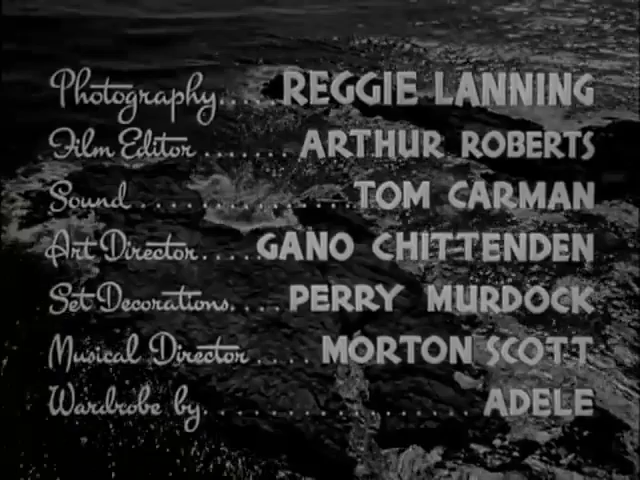 Photography.....REGGIE LANNING
Film Editor.......ARTHUR ROBERTS
Sound.................TOM CARMAN
Art Director.....GANO CHITTENDEN
Set Decorations....PERRY MURDOCK
Musical Director....MORTON SCOTT
Wardrobe by.....................ADELE